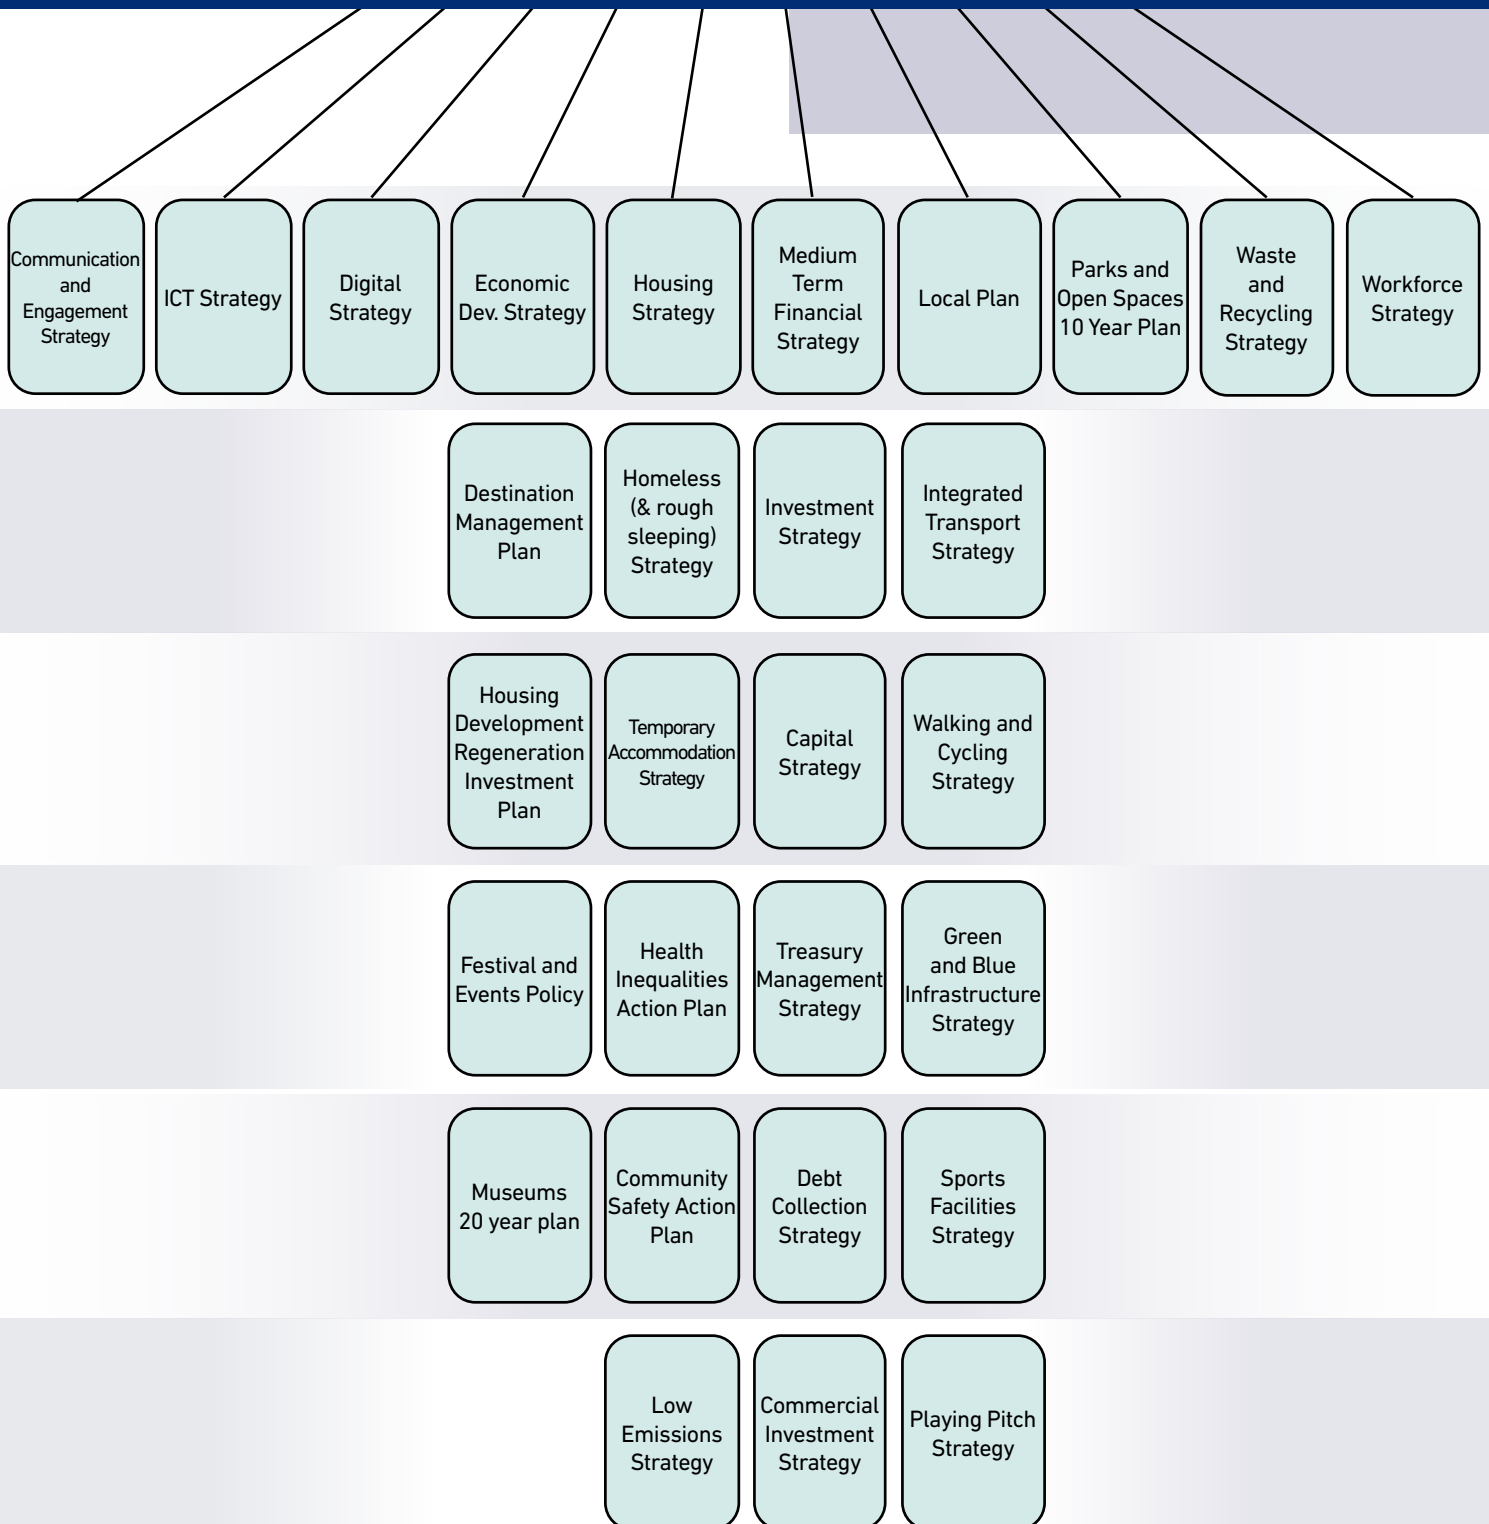 Communication
and
Engagement
Strategy
ICT Strategy
Digital
Strategy
Economic
Dev. Strategy
Housing
Strategy
Medium
Term
Financial
Strategy
Local Plan
Parks and
Open Spaces
10 Year Plan
Waste
and
Recycling
Strategy
Workforce
Strategy
Destination
Management
Plan
Homeless
(& rough
sleeping)
Strategy
Investment
Strategy
Integrated
Transport
Strategy
Housing
Development
Regeneration
Investment
Plan
Temporary
Accommodation
Strategy
Capital
Strategy
Walking and
Cycling
Strategy
Festival and
Events Policy
Health
Inequalities
Action Plan
Treasury
Management
Strategy
Green
and Blue
Infrastructure
Strategy
Museums
20 year plan
Community
Safety Action
Plan
Debt
Collection
Strategy
Sports
Facilities
Strategy
Low
Emissions
Strategy
Commercial
Investment
Strategy
Playing Pitch
Strategy